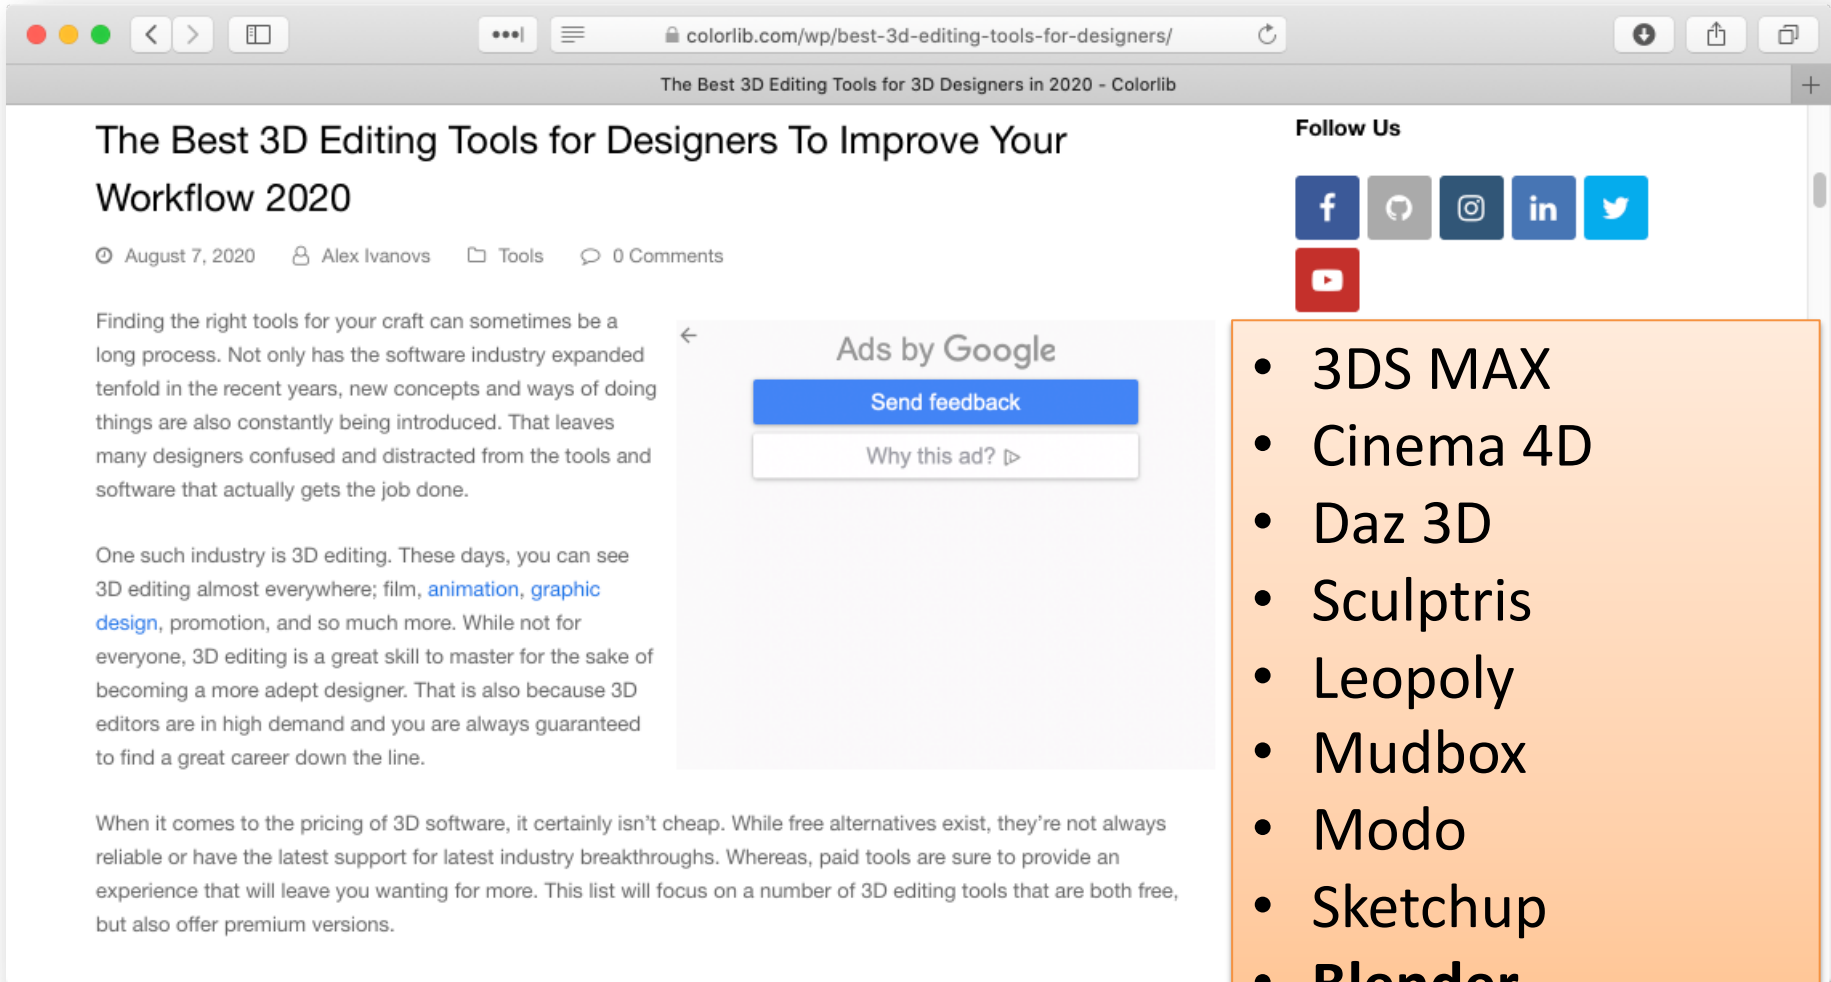 colorlib.com/wp/best-3d-editing-tools-for-designers/
The Best 3D Editing Tools for 3D Designers in 2020 - Colorlib
The Best 3D Editing Tools for Designers To Improve Your
Workflow 2020
August 7, 2020 Alex Ivanovs Tools 0 Comments
Finding the right tools for your craft can sometimes be a
long process. Not only has the software industry expanded
tenfold in the recent years, new concepts and ways of doing
things are also constantly being introduced. That leaves
many designers confused and distracted from the tools and
software that actually gets the job done.
One such industry is 3D editing. These days, you can see
3D editing almost everywhere; film, animation, graphic
design, promotion, and so much more. While not for
everyone, 3D editing is a great skill to master for the sake of
becoming a more adept designer. That is also because 3D
editors are in high demand and you are always guaranteed
to find a great career down the line.
Ads by Google
Send feedback
Why this ad?
When it comes to the pricing of 3D software, it certainly isn't cheap. While free alternatives exist, they're not always
reliable or have the latest support for latest industry breakthroughs. Whereas, paid tools are sure to provide an
experience that will leave you wanting for more. This list will focus on a number of 3D editing tools that are both free,
but also offer premium versions.
Follow Us
f
in
• 3DS MAX
• Cinema 4D
• Daz 3D
• Sculptris
• Leopoly
• Mudbox
• Modo
• Sketchup
• Blender